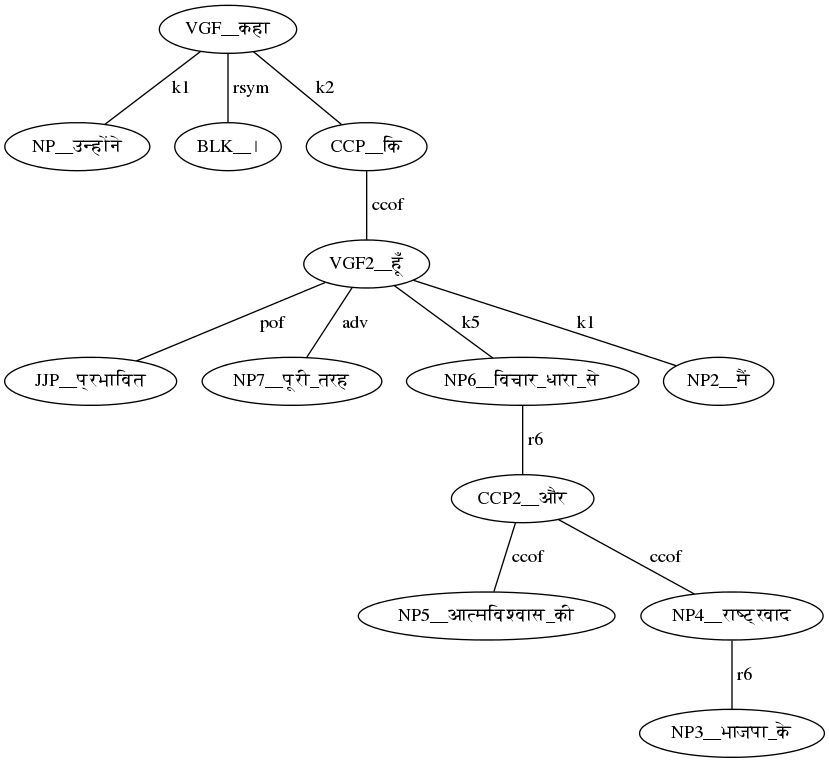 VGF__कहा
k1 rsym k2
NP__उन्होंने BLK__। CCP__कि
ccof
VGF2__हूँ
pof adv k5 k1
JJP__प्रभावित NP7__पूरी_तरह NP6__विचार_धारा_से NP2__मैं
r6
CCP2__और
ccof ccof
NP5__आत्मविश्वास_की NP4__राष्ट्रवाद
r6
NP3__भाजपा_के